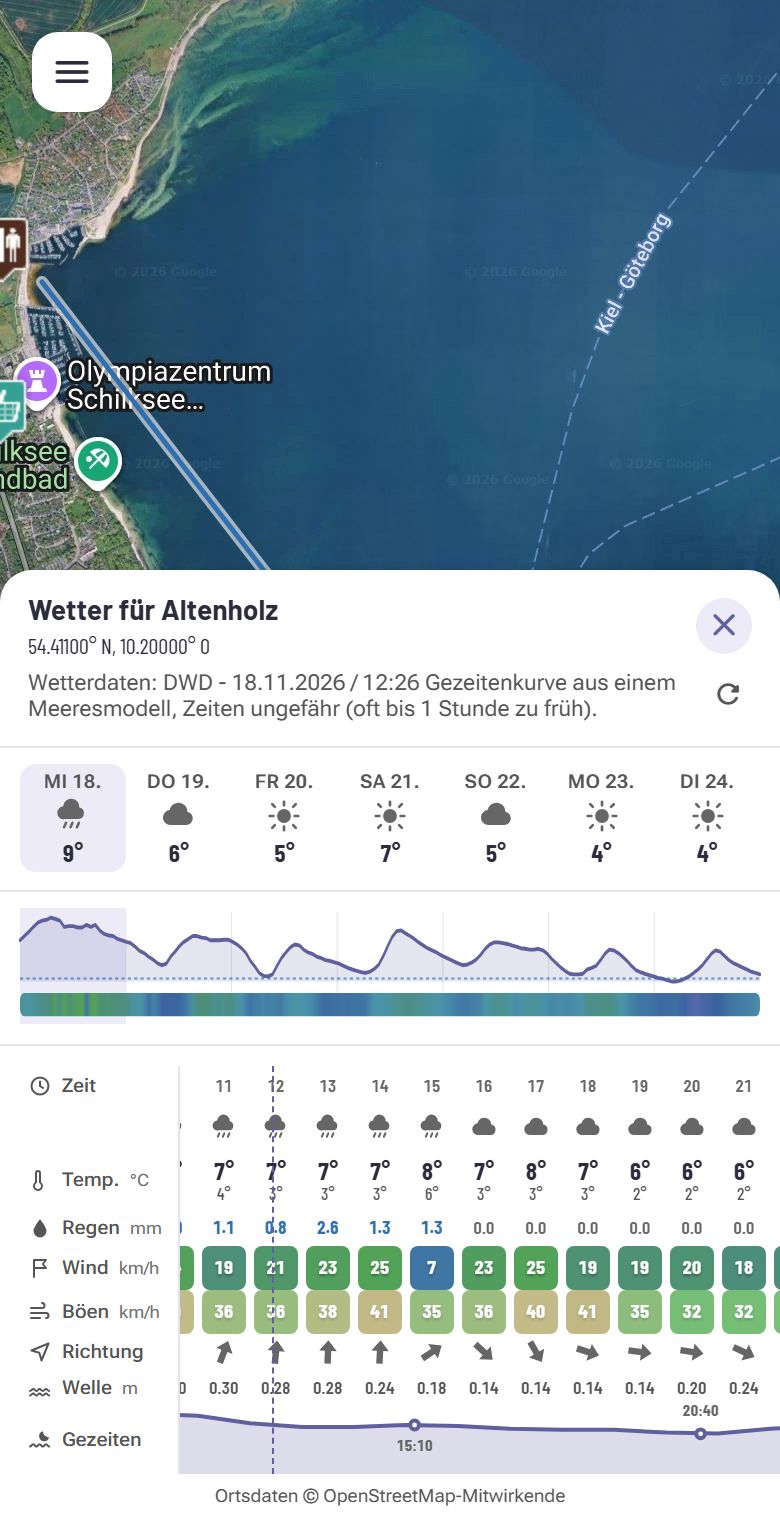 © 2026
© 2026 Google
© 2026 Google
Kiel - Göteborg
Olympiazentrum
Schilksee...
lksee
ndbad
2026 Google
© 2026 Google
© 2026 Google
Wetter für Altenholz
54.41100° N, 10.20000° O
Wetterdaten: DWD - 18.11.2026 / 12:26 Gezeitenkurve aus einem
Meeresmodell, Zeiten ungefähr (oft bis 1 Stunde zu früh).
MI 18. DO 19. FR 20. SA 21. SO 22. MO 23. DI 24.
9° 6° 5° 7° 5° 4° 4°
Zeit 11 12 13 14 15 16 17 18 19 20 21
Temp. °C 7° 7° 7° 7° 8° 7° 8° 7° 6° 6° 6°
4° 3° 3° 3° 6° 3° 3° 3° 2° 2° 2°
Regen mm 1.1 0.8 2.6 1.3 1.3 0.0 0.0 0.0 0.0 0.0 0.0
Wind km/h 19 21 23 25 7 23 25 19 19 20 18
Böen km/h 36 36 38 41 35 36 40 41 35 32 32
Richtung
Welle m 0.30 0.28 0.28 0.24 0.18 0.14 0.14 0.14 0.14 0.20 0.24
20:40
Gezeiten 15:10
Ortsdaten © OpenStreetMap-Mitwirkende